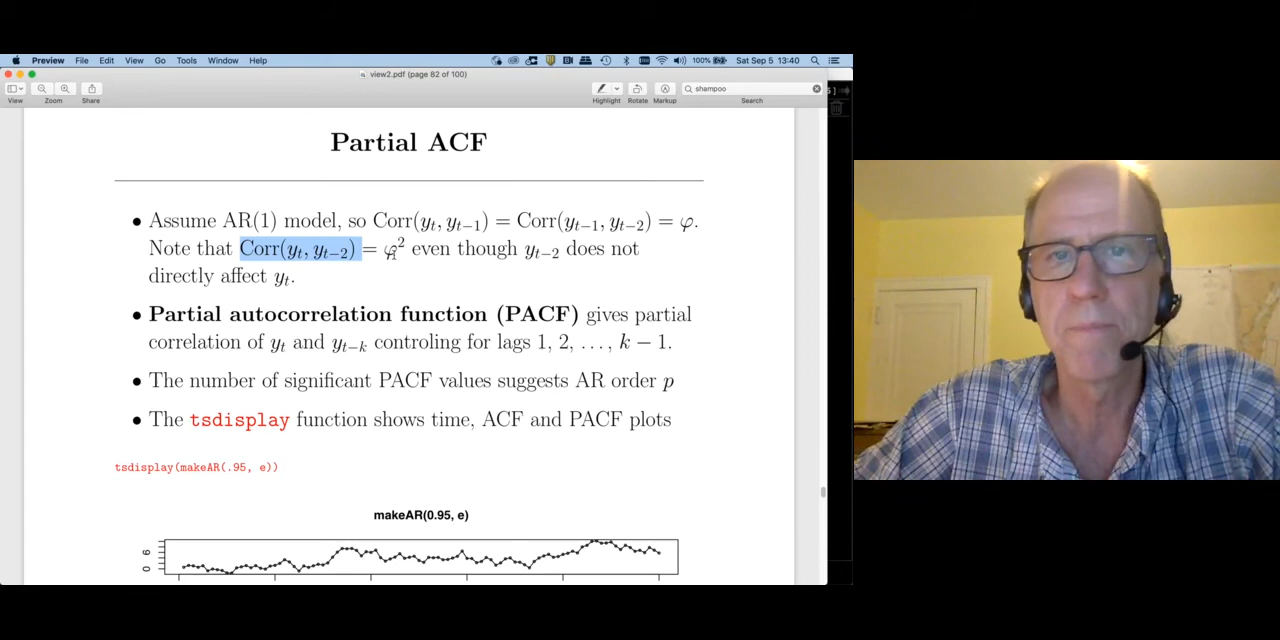 Preview File Edit View Go Tools Window Help 100% Sat Sep 5 13:40
view2.pdf (page 82 of 100)
shampoo
View Zoom Share Highlight Rotate Markup Search
Partial ACF
• Assume AR(1) model, so Corr(yₜ, yₜ₋₁) = Corr(yₜ₋₁, yₜ₋₂) = φ.
Note that Corr(yₜ, yₜ₋₂) = φ² even though yₜ₋₂ does not
directly affect yₜ.
• Partial autocorrelation function (PACF) gives partial
correlation of yₜ and yₜ₋ₖ controling for lags 1, 2, …, k − 1.
• The number of significant PACF values suggests AR order p
• The tsdisplay function shows time, ACF and PACF plots
tsdisplay(makeAR(.95, e))
makeAR(0.95, e)
6
0